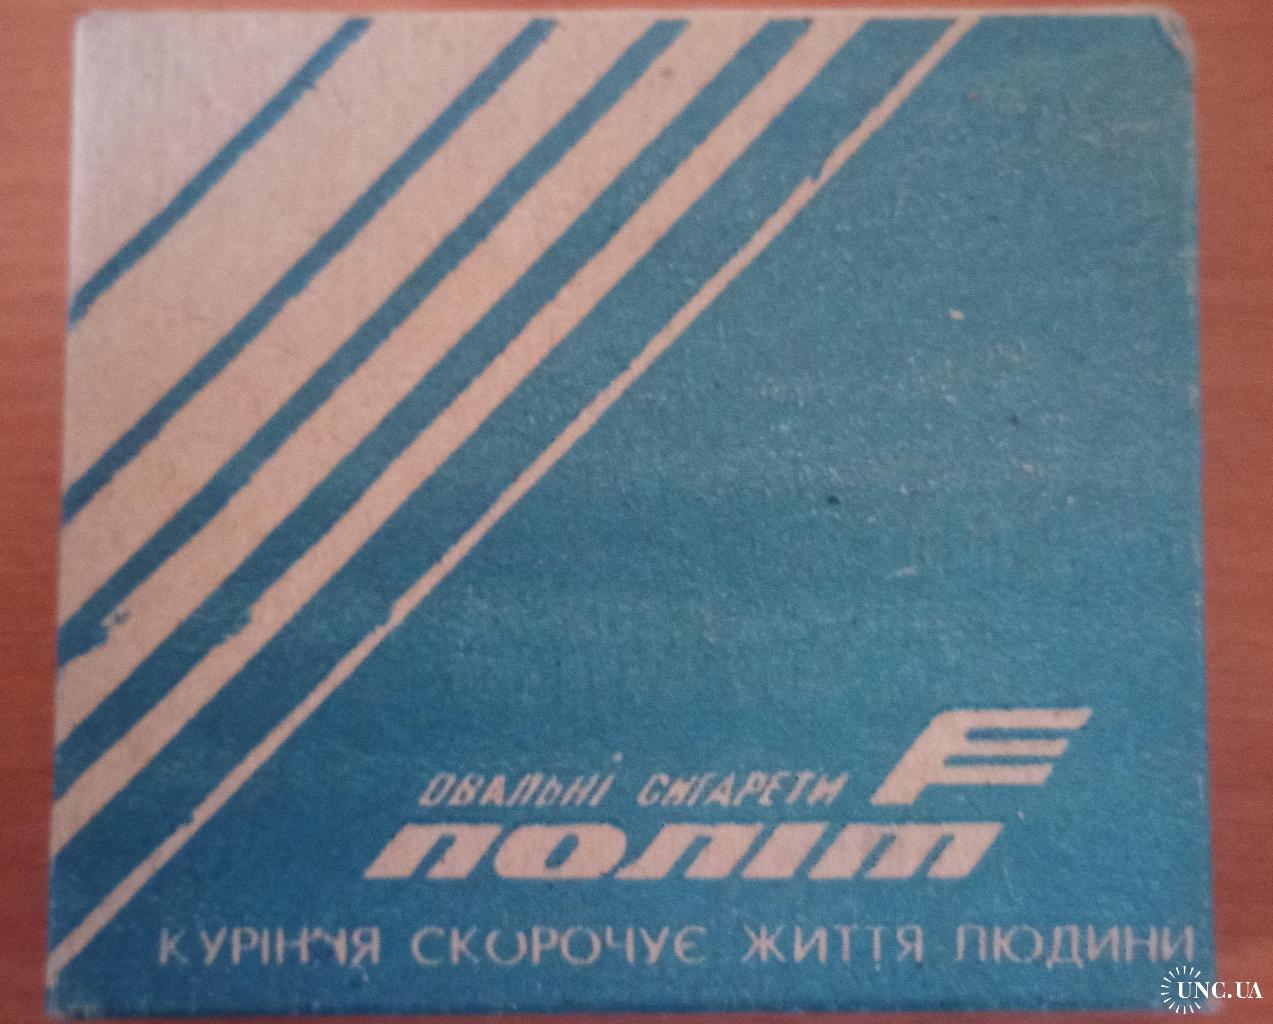 ОВАЛЬНІ СИГАРЕТИ
ПОЛІТ
КУРІННЯ СКОРОЧУЄ ЖИТТЯ ЛЮДИНИ
UNC.UA